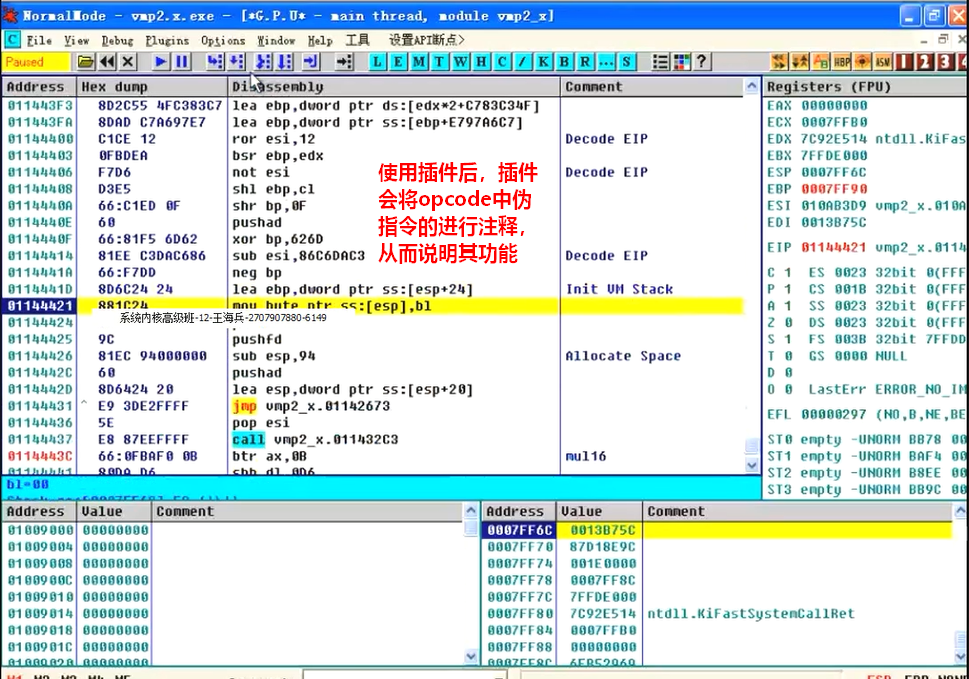 NormalMode - vmp2.x.exe - [*G.P.U* - main thread, module vmp2_x]
C File View Debug Plugins Options Window Help 工具 设置API断点>
Paused L E M T W H C / K B R ... S ? HBP ASM 1 2 3 4
Address Hex dump Disassembly Comment
011443F3 8D2C55 4FC383C7 lea ebp,dword ptr ds:[edx*2+C783C34F]
011443FA 8DAD C7A697E7 lea ebp,dword ptr ss:[ebp+E797A6C7]
01144400 C1CE 12 ror esi,12 Decode EIP
01144403 0FBDEA bsr ebp,edx
01144406 F7D6 not esi Decode EIP
01144408 D3E5 shl ebp,cl
0114440A 66:C1ED 0F shr bp,0F
0114440E 60 pushad
0114440F 66:81F5 6D62 xor bp,626D
01144414 81EE C3DAC686 sub esi,86C6DAC3 Decode EIP
0114441A 66:F7DD neg bp
0114441D 8D6C24 24 lea ebp,dword ptr ss:[esp+24] Init VM Stack
01144421 881C24 mov byte ptr ss:[esp],bl
01144424
01144425 9C pushfd
01144426 81EC 94000000 sub esp,94 Allocate Space
0114442C 60 pushad
0114442D 8D6424 20 lea esp,dword ptr ss:[esp+20]
01144431 ^ E9 3DE2FFFF jmp vmp2_x.01142673
01144436 5E pop esi
01144437 E8 87EEFFFF call vmp2_x.011432C3
0114443C 66:0FBAF0 0B btr ax,0B mul16
01144441 80DA D6 sbb dl,0D6
使用插件后，插件
会将opcode中伪
指令的进行注释，
从而说明其功能
系统内核高级班-12-王海兵-2707907880-6149
bl=00
Registers (FPU)
EAX 00000000
ECX 0007FFB0
EDX 7C92E514 ntdll.KiFas
EBX 7FFDE000
ESP 0007FF6C
EBP 0007FF90
ESI 010AB3D9 vmp2_x.010A
EDI 0013B75C
EIP 01144421 vmp2_x.0114
C 1 ES 0023 32bit 0(FFF
P 1 CS 001B 32bit 0(FFF
A 1 SS 0023 32bit 0(FFF
Z 0 DS 0023 32bit 0(FFF
S 1 FS 003B 32bit 7FFDD
T 0 GS 0000 NULL
D 0
O 0 LastErr ERROR_NO_IM
EFL 00000297 (NO,B,NE,BE
ST0 empty -UNORM BB78 00
ST1 empty -UNORM BAF4 00
ST2 empty -UNORM B8EE 00
ST3 empty -UNORM BB9C 00
Address Value Comment
01009000 00000000
01009004 00000000
01009008 00000000
0100900C 00000000
01009010 00000000
01009014 00000000
01009018 00000000
0100901C 00000000
01009020 00000000
Address Value Comment
0007FF6C 0013B75C
0007FF70 87D18E9C
0007FF74 001E0000
0007FF78 0007FF8C
0007FF7C 7FFDE000
0007FF80 7C92E514 ntdll.KiFastSystemCallRet
0007FF84 0007FFB0
0007FF88 00000000
0007FF8C 6EB52969